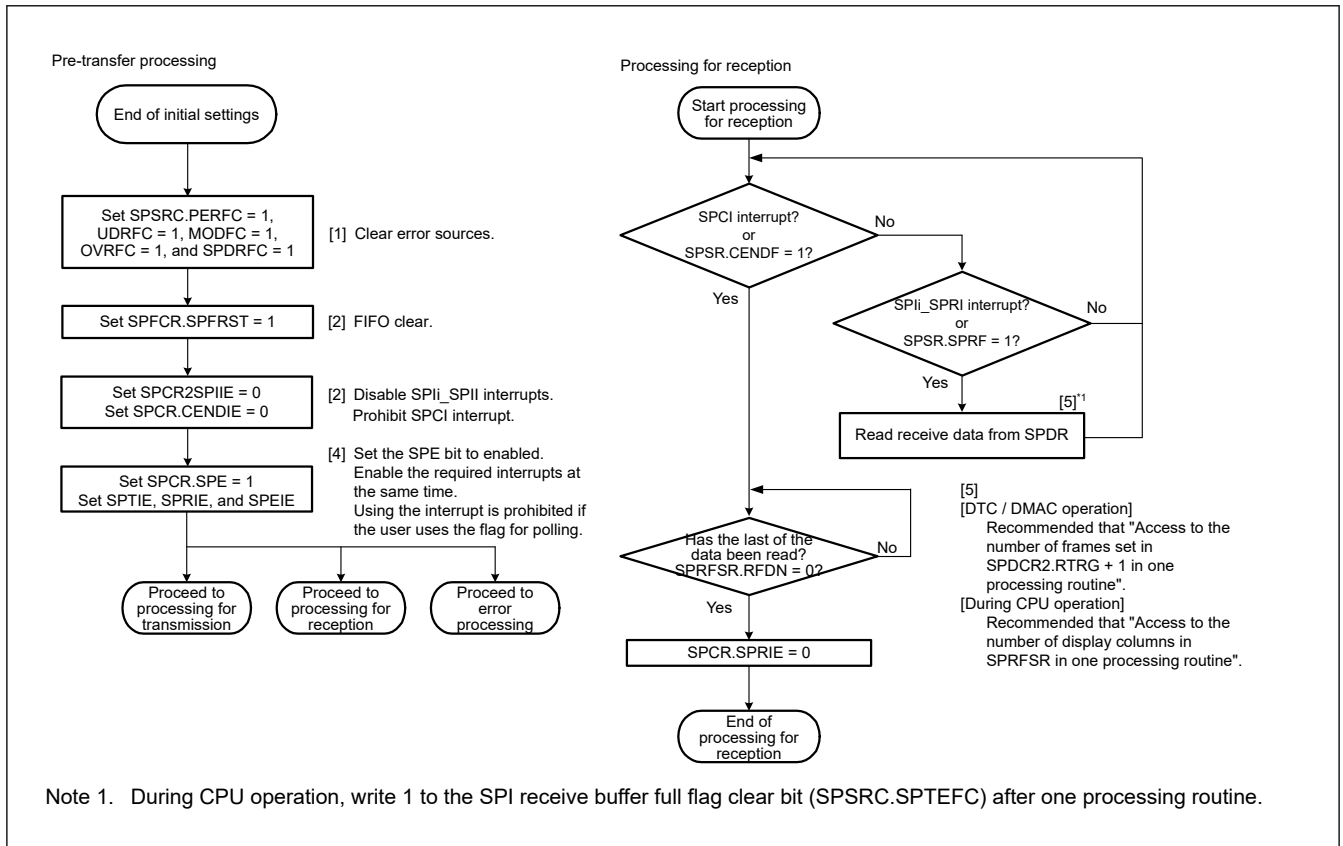 Pre-transfer processing
End of initial settings
Set SPSRC.PERFC = 1,
UDRFC = 1, MODFC = 1,
OVRFC = 1, and SPDRFC = 1
[1] Clear error sources.
Set SPFCR.SPFRST = 1
[2] FIFO clear.
Set SPCR2SPIIE = 0
Set SPCR.CENDIE = 0
[2] Disable SPIi_SPII interrupts.
Prohibit SPCI interrupt.
Set SPCR.SPE = 1
Set SPTIE, SPRIE, and SPEIE
[4] Set the SPE bit to enabled.
Enable the required interrupts at
the same time.
Using the interrupt is prohibited if
the user uses the flag for polling.
Proceed to
processing for
transmission
Proceed to
processing for
reception
Proceed to
error
processing
Processing for reception
Start processing
for reception
SPCI interrupt?
or
SPSR.CENDF = 1?
No
Yes
SPIi_SPRI interrupt?
or
SPSR.SPRF = 1?
No
Yes
[5]*1
Read receive data from SPDR
Has the last of the
data been read?
SPRFSR.RFDN = 0?
No
Yes
SPCR.SPRIE = 0
End of
processing for
reception
[5]
[DTC / DMAC operation]
Recommended that "Access to the
number of frames set in
SPDCR2.RTRG + 1 in one
processing routine".
[During CPU operation]
Recommended that "Access to the
number of display columns in
SPRFSR in one processing routine".
Note 1. During CPU operation, write 1 to the SPI receive buffer full flag clear bit (SPSRC.SPTEFC) after one processing routine.